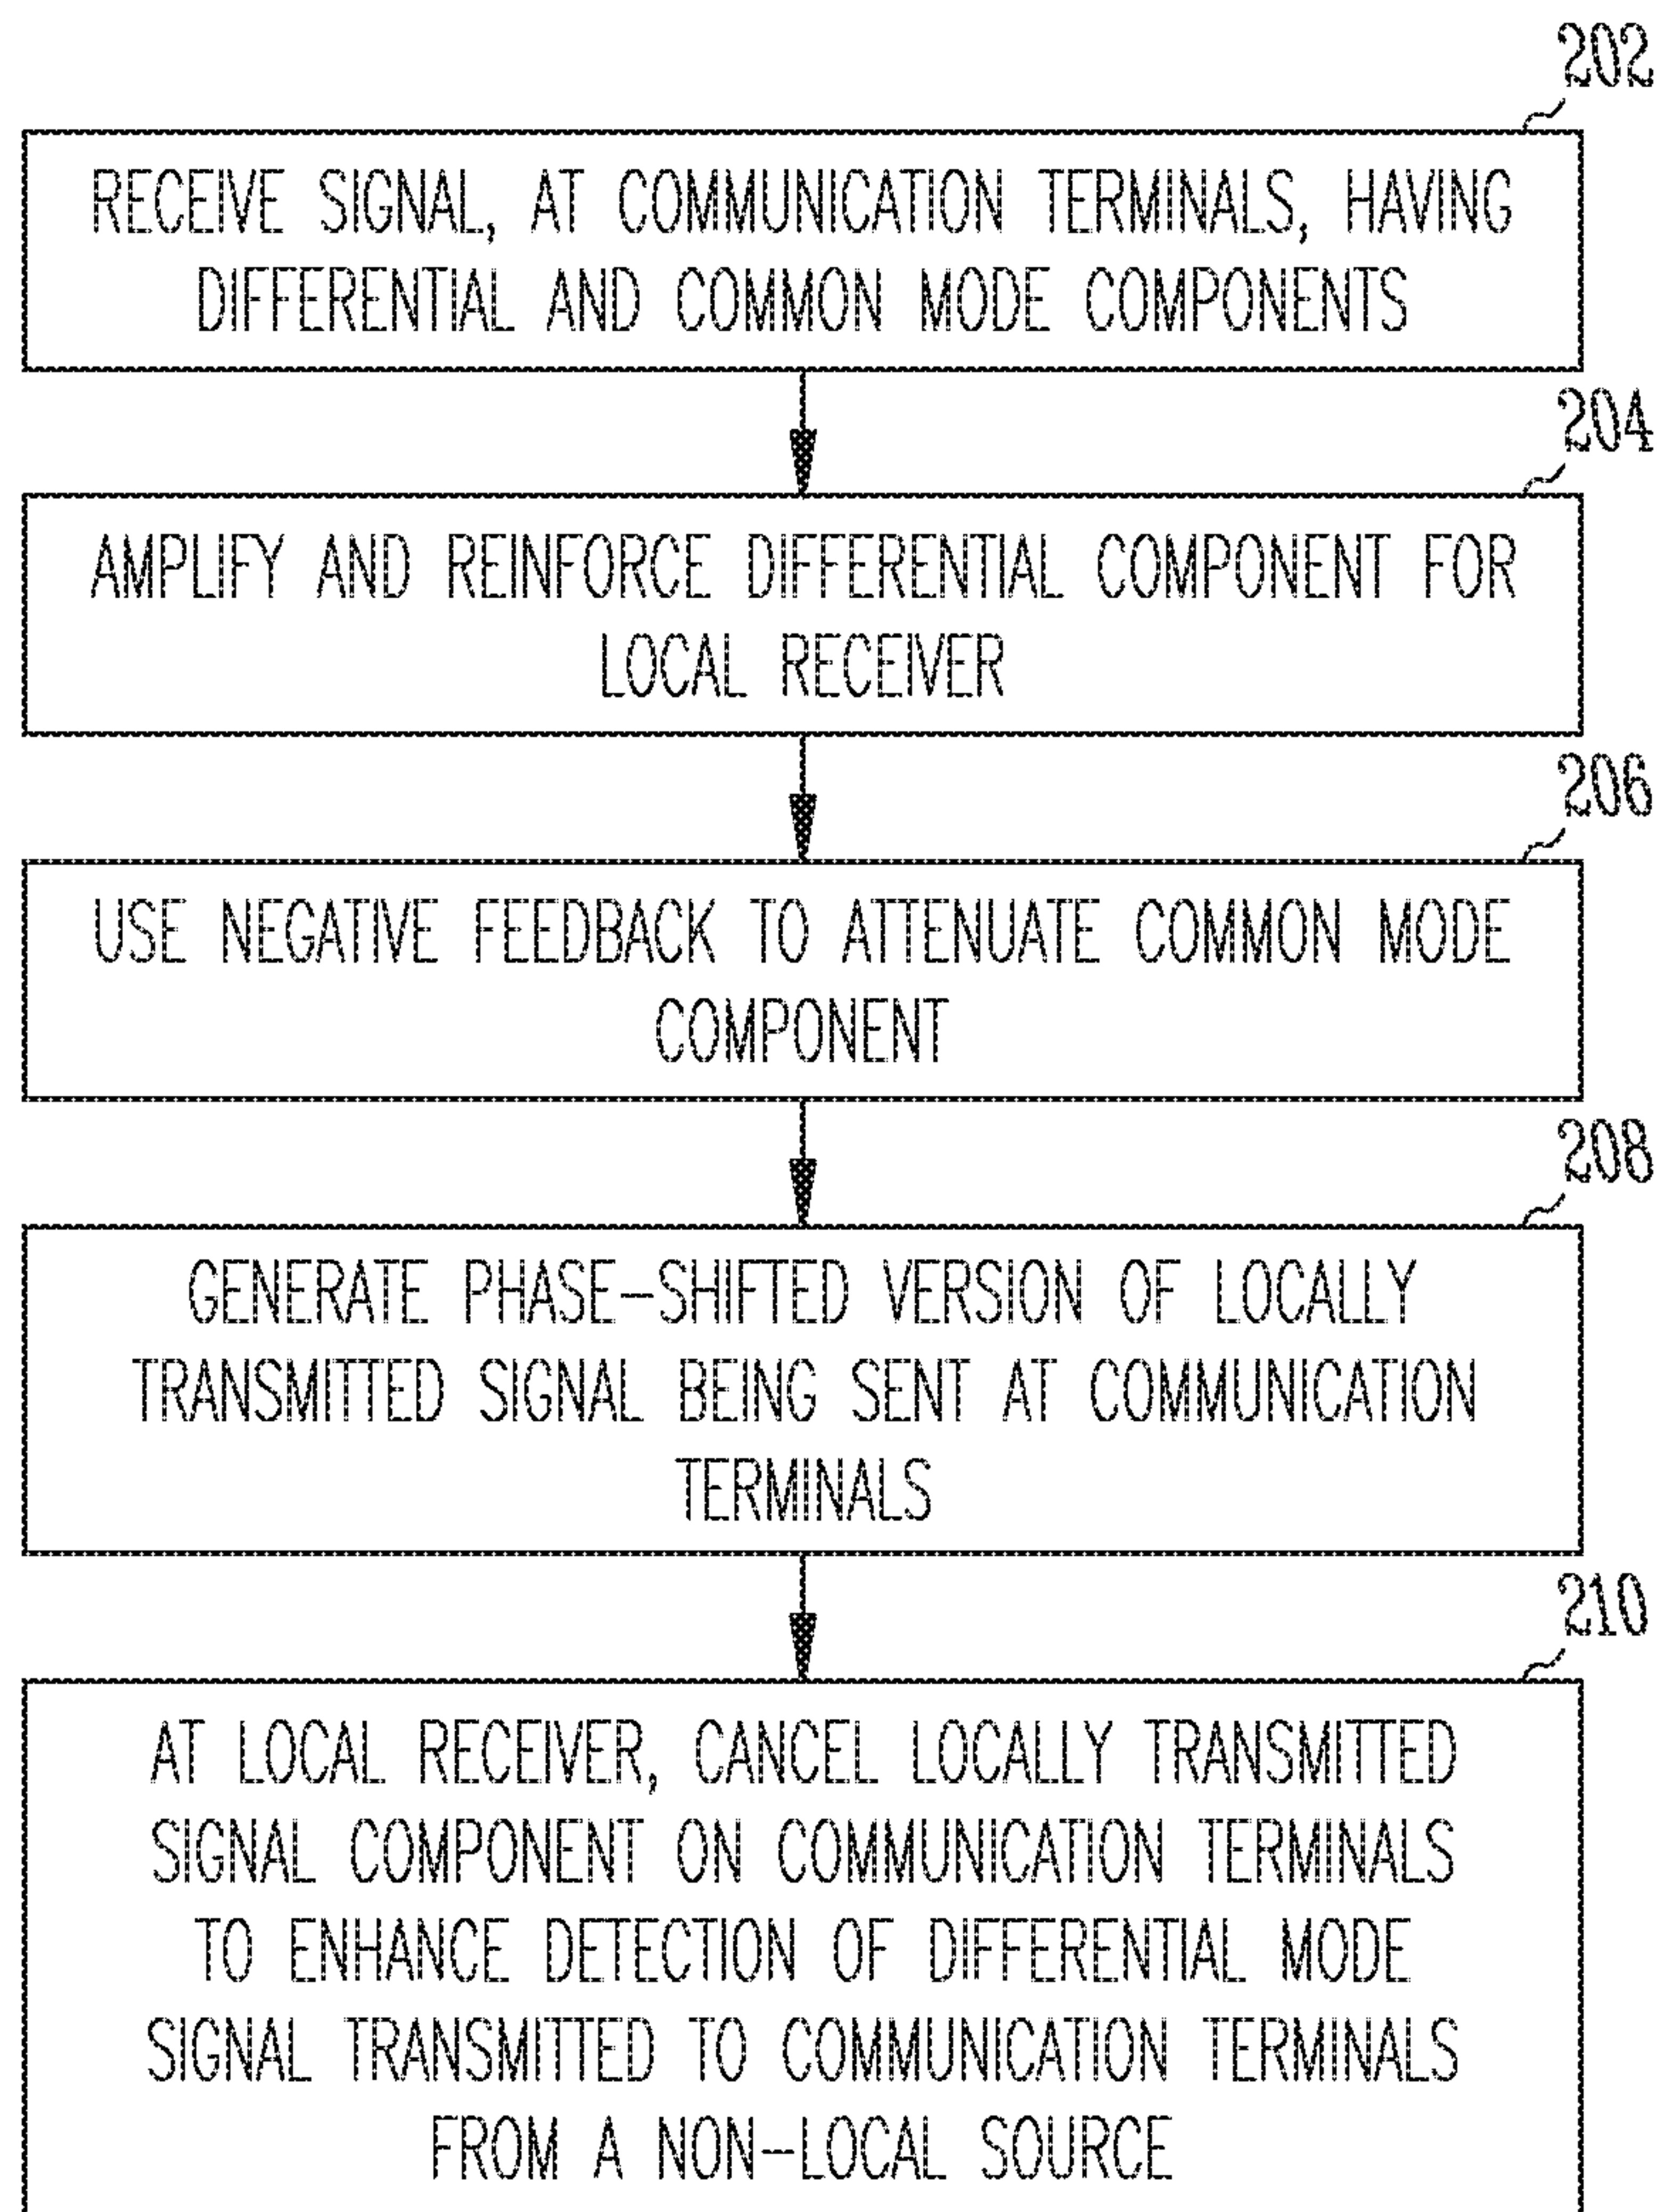 202
RECEIVE SIGNAL, AT COMMUNICATION TERMINALS, HAVING
DIFFERENTIAL AND COMMON MODE COMPONENTS
204
AMPLIFY AND REINFORCE DIFFERENTIAL COMPONENT FOR
LOCAL RECEIVER
206
USE NEGATIVE FEEDBACK TO ATTENUATE COMMON MODE
COMPONENT
208
GENERATE PHASE-SHIFTED VERSION OF LOCALLY
TRANSMITTED SIGNAL BEING SENT AT COMMUNICATION
TERMINALS
210
AT LOCAL RECEIVER, CANCEL LOCALLY TRANSMITTED
SIGNAL COMPONENT ON COMMUNICATION TERMINALS
TO ENHANCE DETECTION OF DIFFERENTIAL MODE
SIGNAL TRANSMITTED TO COMMUNICATION TERMINALS
FROM A NON-LOCAL SOURCE